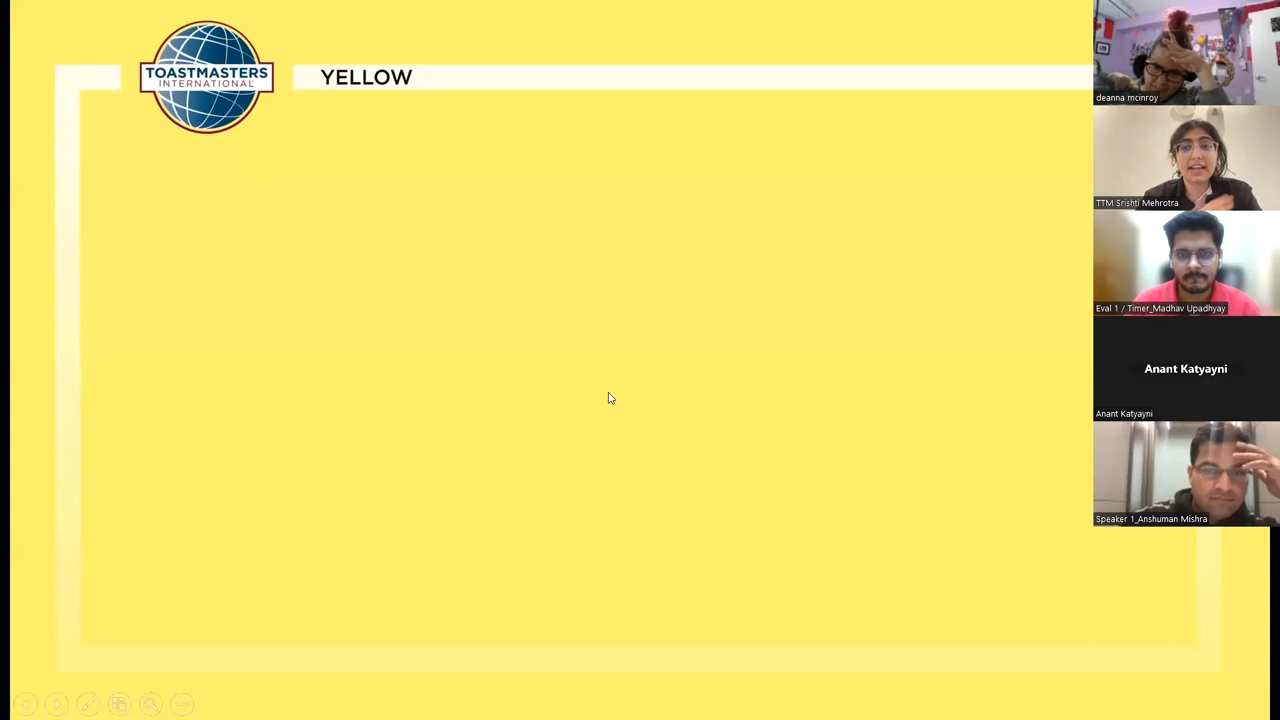 TOASTMASTERS
INTERNATIONAL
YELLOW
deanna mcinroy
TTM Srishti Mehrotra
Eval 1 / Timer_Madhav Upadhyay
Anant Katyayni
Anant Katyayni
Speaker 1_Anshuman Mishra